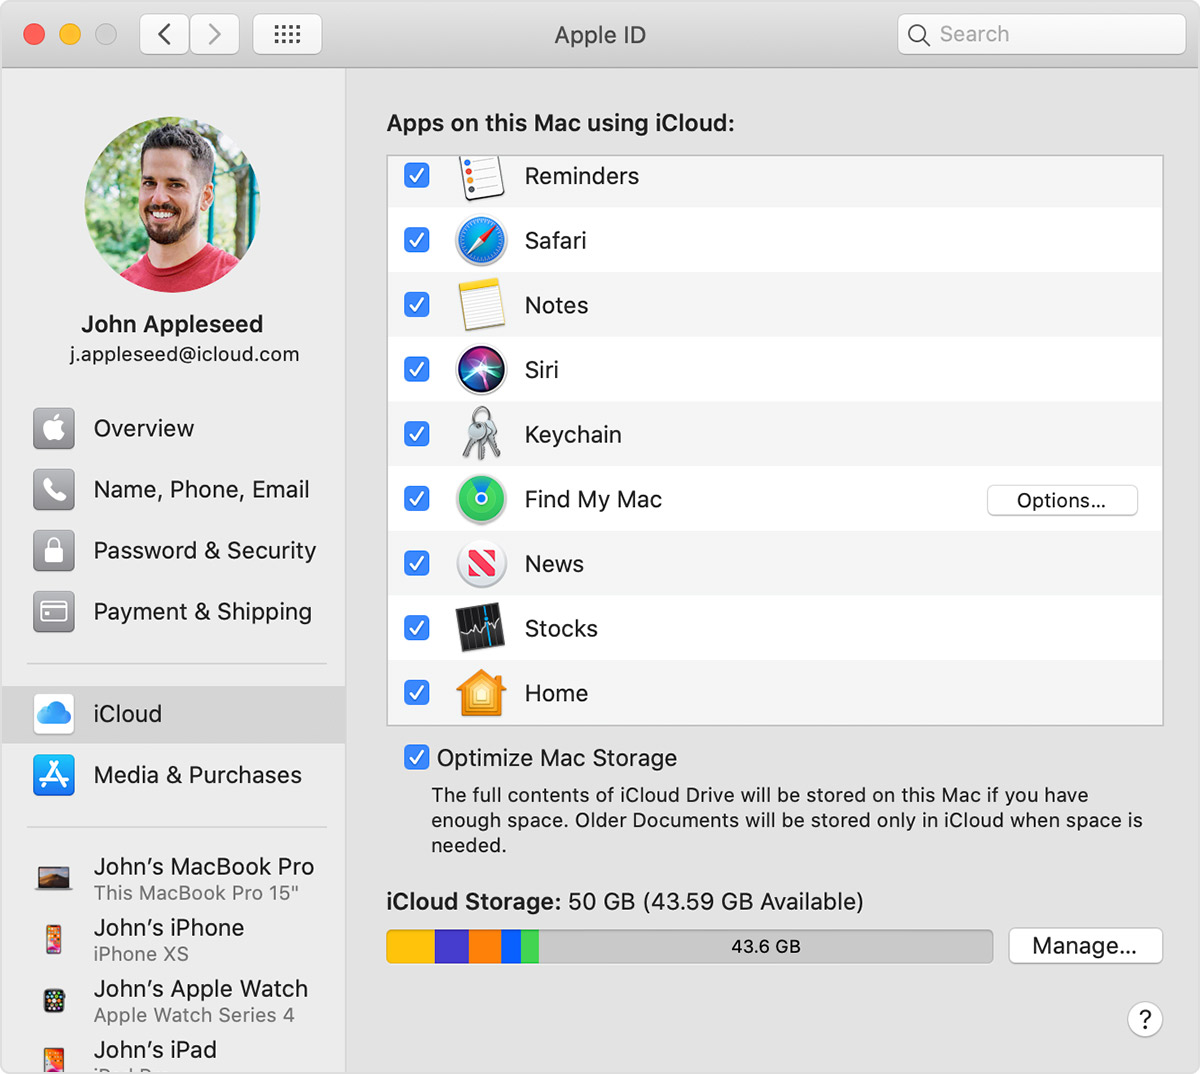 Apple ID
Search
John Appleseed
j.appleseed@icloud.com
Overview
Name, Phone, Email
Password & Security
Payment & Shipping
iCloud
Media & Purchases
John’s MacBook Pro
This MacBook Pro 15"
John’s iPhone
iPhone XS
John’s Apple Watch
Apple Watch Series 4
John’s iPad
Apps on this Mac using iCloud:
Reminders
Safari
Notes
Siri
Keychain
Find My Mac
Options...
News
Stocks
Home
Optimize Mac Storage
The full contents of iCloud Drive will be stored on this Mac if you have
enough space. Older Documents will be stored only in iCloud when space is
needed.
iCloud Storage: 50 GB (43.59 GB Available)
43.6 GB
Manage...
?